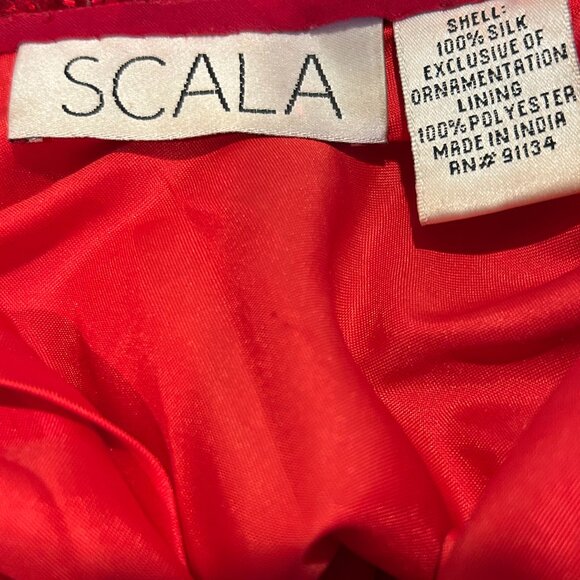 SCALA
SHELL:
100% SILK
EXCLUSIVE OF
ORNAMENTATION
LINING
100% POLYESTER
MADE IN INDIA
RN# 91134